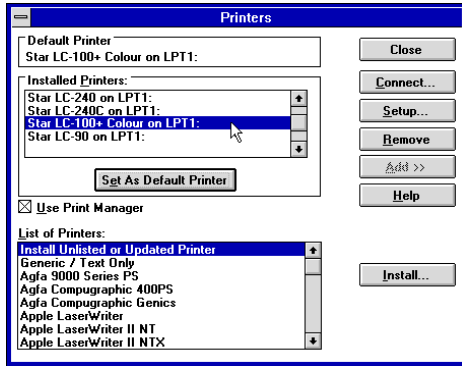 Printers
Default Printer
Star LC-100+ Colour on LPT1:
Installed Printers:
Star LC-240 on LPT1:
Star LC-240C on LPT1:
Star LC-100+ Colour on LPT1:
Star LC-90 on LPT1:
Set As Default Printer
Use Print Manager
List of Printers:
Install Unlisted or Updated Printer
Generic / Text Only
Agfa 9000 Series PS
Agfa Compugraphic 400PS
Agfa Compugraphic Genics
Apple LaserWriter
Apple LaserWriter II NT
Apple LaserWriter II NTX
Close
Connect...
Setup...
Remove
Add >>
Help
Install...